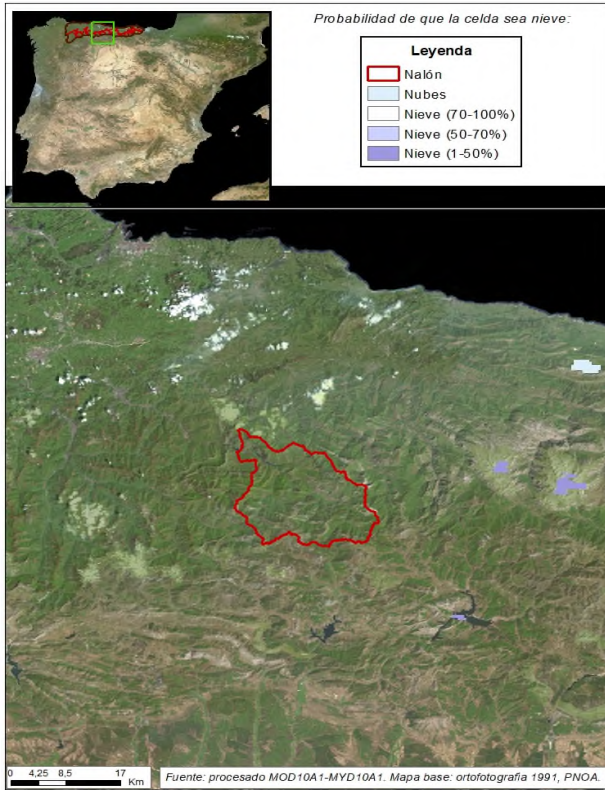 Probabilidad de que la celda sea nieve:
Leyenda
Nalón
Nubes
Nieve (70-100%)
Nieve (50-70%)
Nieve (1-50%)
0 4,25 8,5 17
Km
Fuente: procesado MOD10A1-MYD10A1. Mapa base: ortofotografia 1991, PNOA.